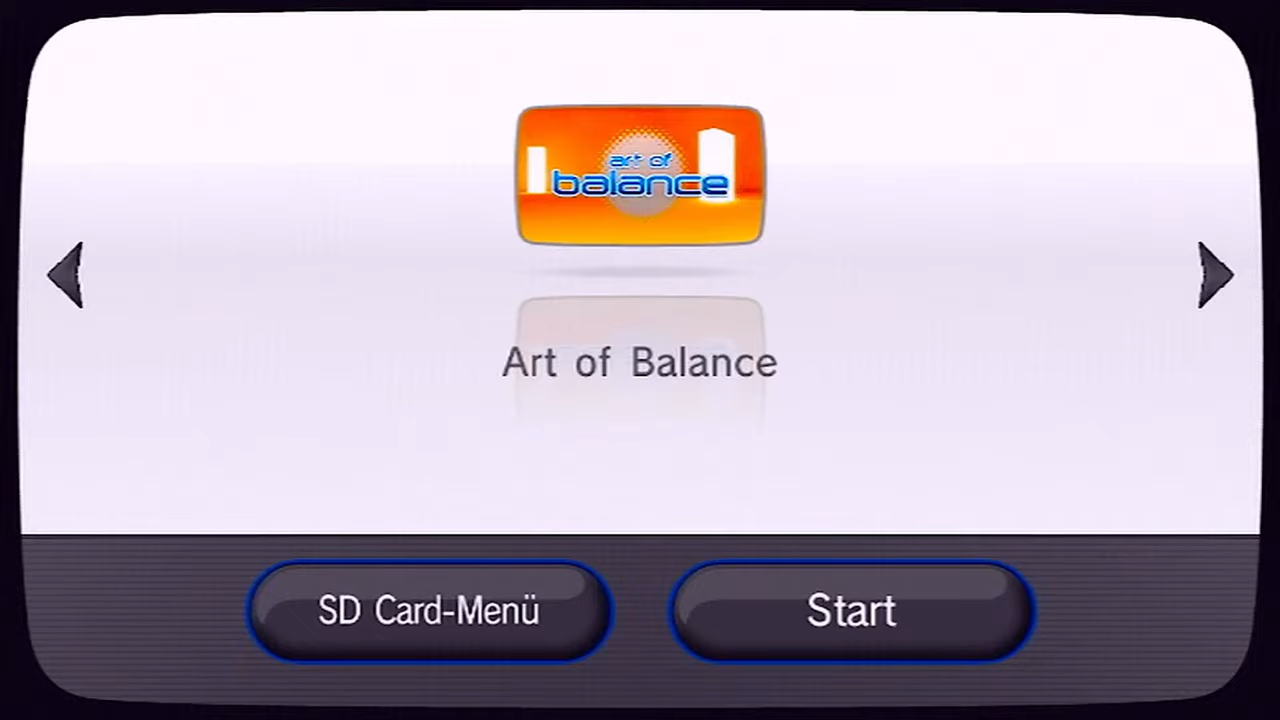 art of
balance
Art of Balance
SD Card-Menü
Start